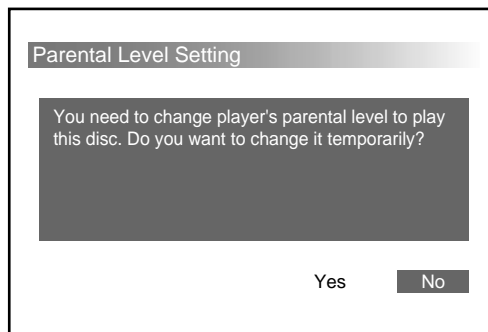 Parental Level Setting
You need to change player's parental level to play
this disc. Do you want to change it temporarily?
Yes No